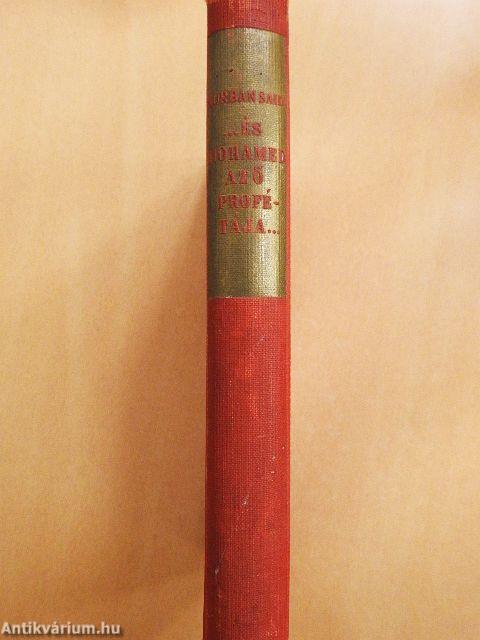 KURBAN SAID
...ÉS
MOHAMED
AZ Ő
PROFÉ-
TÁJA...
Antikvárium.hu